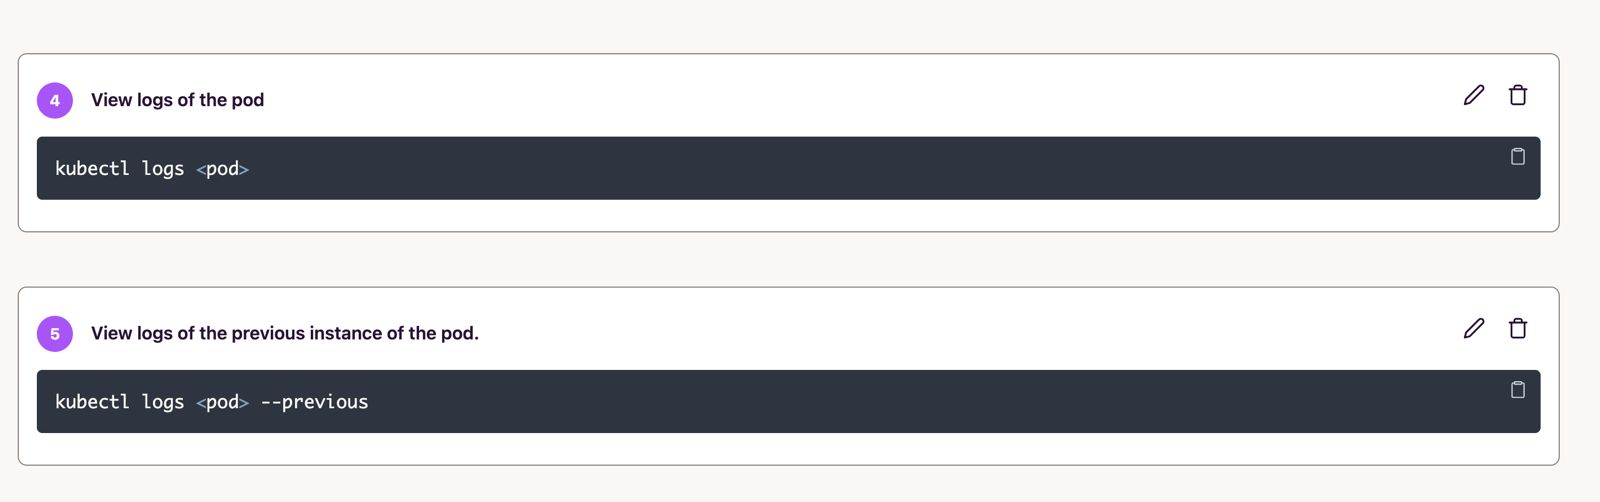 4 View logs of the pod
kubectl logs <pod>
5 View logs of the previous instance of the pod.
kubectl logs <pod> --previous